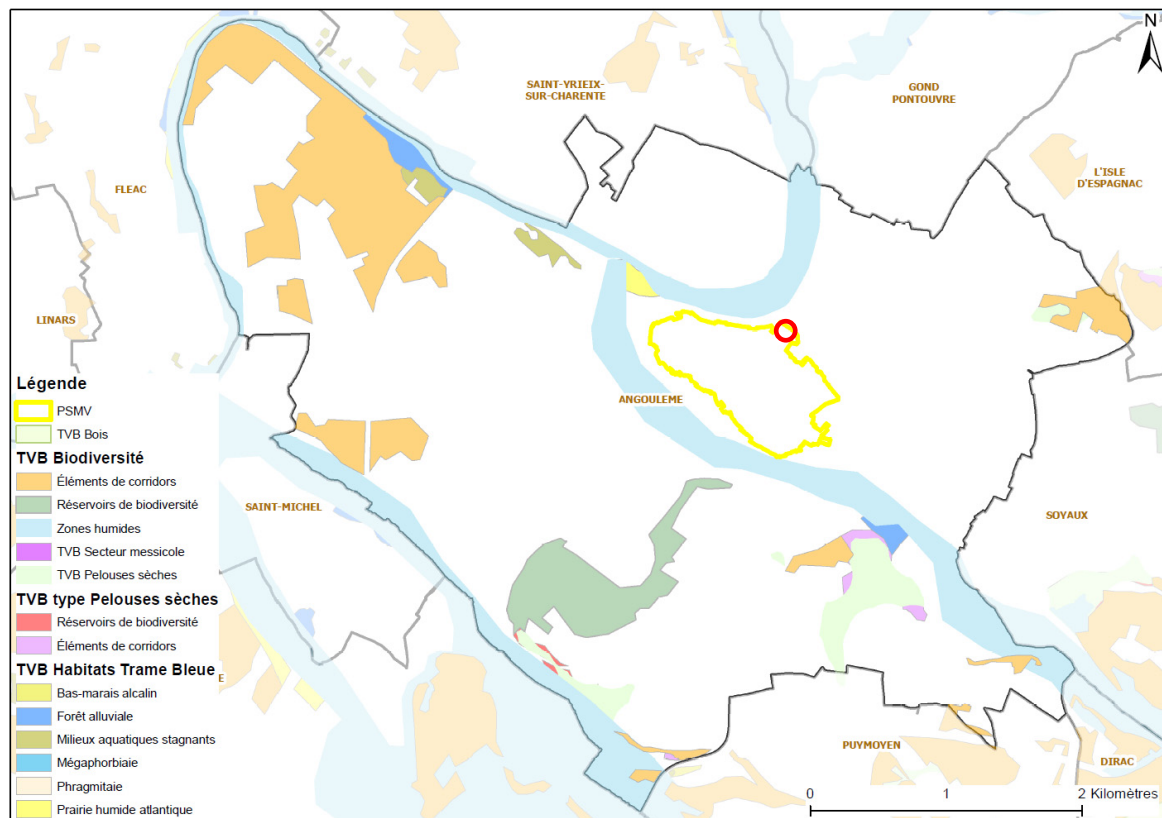 N
SAINT-YRIEIX-
SUR-CHARENTE
GOND
PONTOUVRE
L'ISLE
D'ESPAGNAC
FLEAC
LINARS
ANGOULEME
SAINT-MICHEL
SOYAUX
PUYMOYEN
DIRAC
E
Légende
PSMV
TVB Bois
TVB Biodiversité
Éléments de corridors
Réservoirs de biodiversité
Zones humides
TVB Secteur messicole
TVB Pelouses sèches
TVB type Pelouses sèches
Réservoirs de biodiversité
Éléments de corridors
TVB Habitats Trame Bleue
Bas-marais alcalin
Forêt alluviale
Milieux aquatiques stagnants
Mégaphorbiaie
Phragmitaie
Prairie humide atlantique
0 1 2 Kilomètres